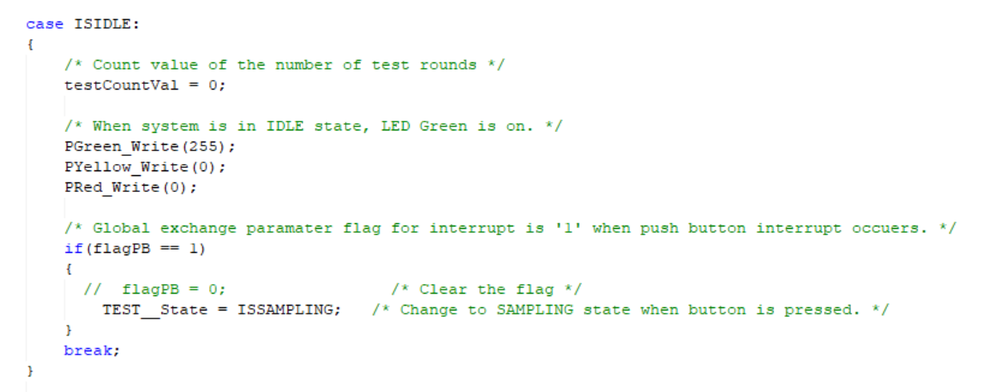 case ISIDLE:
{
/* Count value of the number of test rounds */
testCountVal = 0;
/* When system is in IDLE state, LED Green is on. */
PGreen_Write(255);
PYellow_Write(0);
PRed_Write(0);
/* Global exchange paramater flag for interrupt is '1' when push button interrupt occuers. */
if(flagPB == 1)
{
// flagPB = 0; /* Clear the flag */
TEST__State = ISSAMPLING; /* Change to SAMPLING state when button is pressed. */
}
break;
}